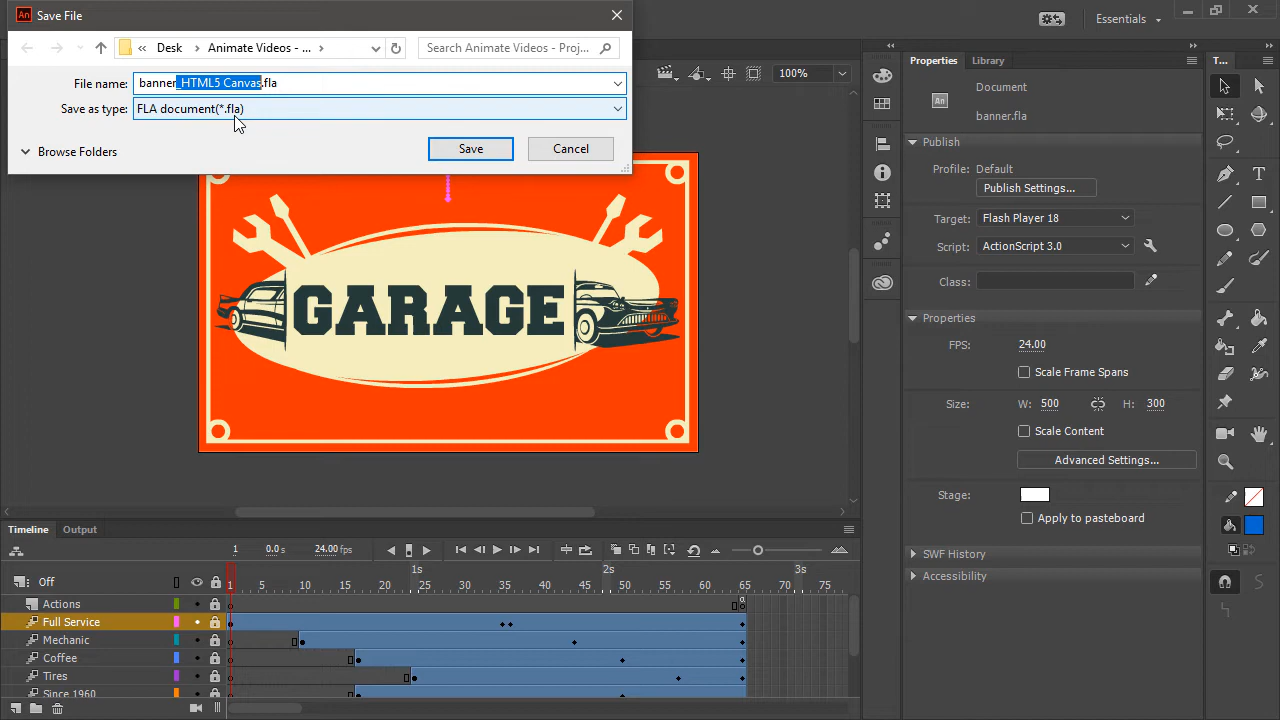 An Save File
Desk Animate Videos - ...
Search Animate Videos - Proj...
Essentials
File name: banner_HTML5 Canvas.fla
Save as type: FLA document(*.fla)
Save Cancel
Browse Folders
100%
Properties Library
T...
An
Document
banner.fla
Publish
Profile: Default
Publish Settings...
Target: Flash Player 18
Script: ActionScript 3.0
Class:
Properties
FPS: 24.00
Scale Frame Spans
Size: W: 500 H: 300
Scale Content
Advanced Settings...
Stage:
Apply to pasteboard
SWF History
Accessibility
GARAGE
Timeline Output
1 0.0 s 24.00 fps
Off
1s 2s 3s
1 5 10 15 20 25 30 35 40 45 50 55 60 65 70 75
Actions
Full Service
Mechanic
Coffee
Tires
Since 1960